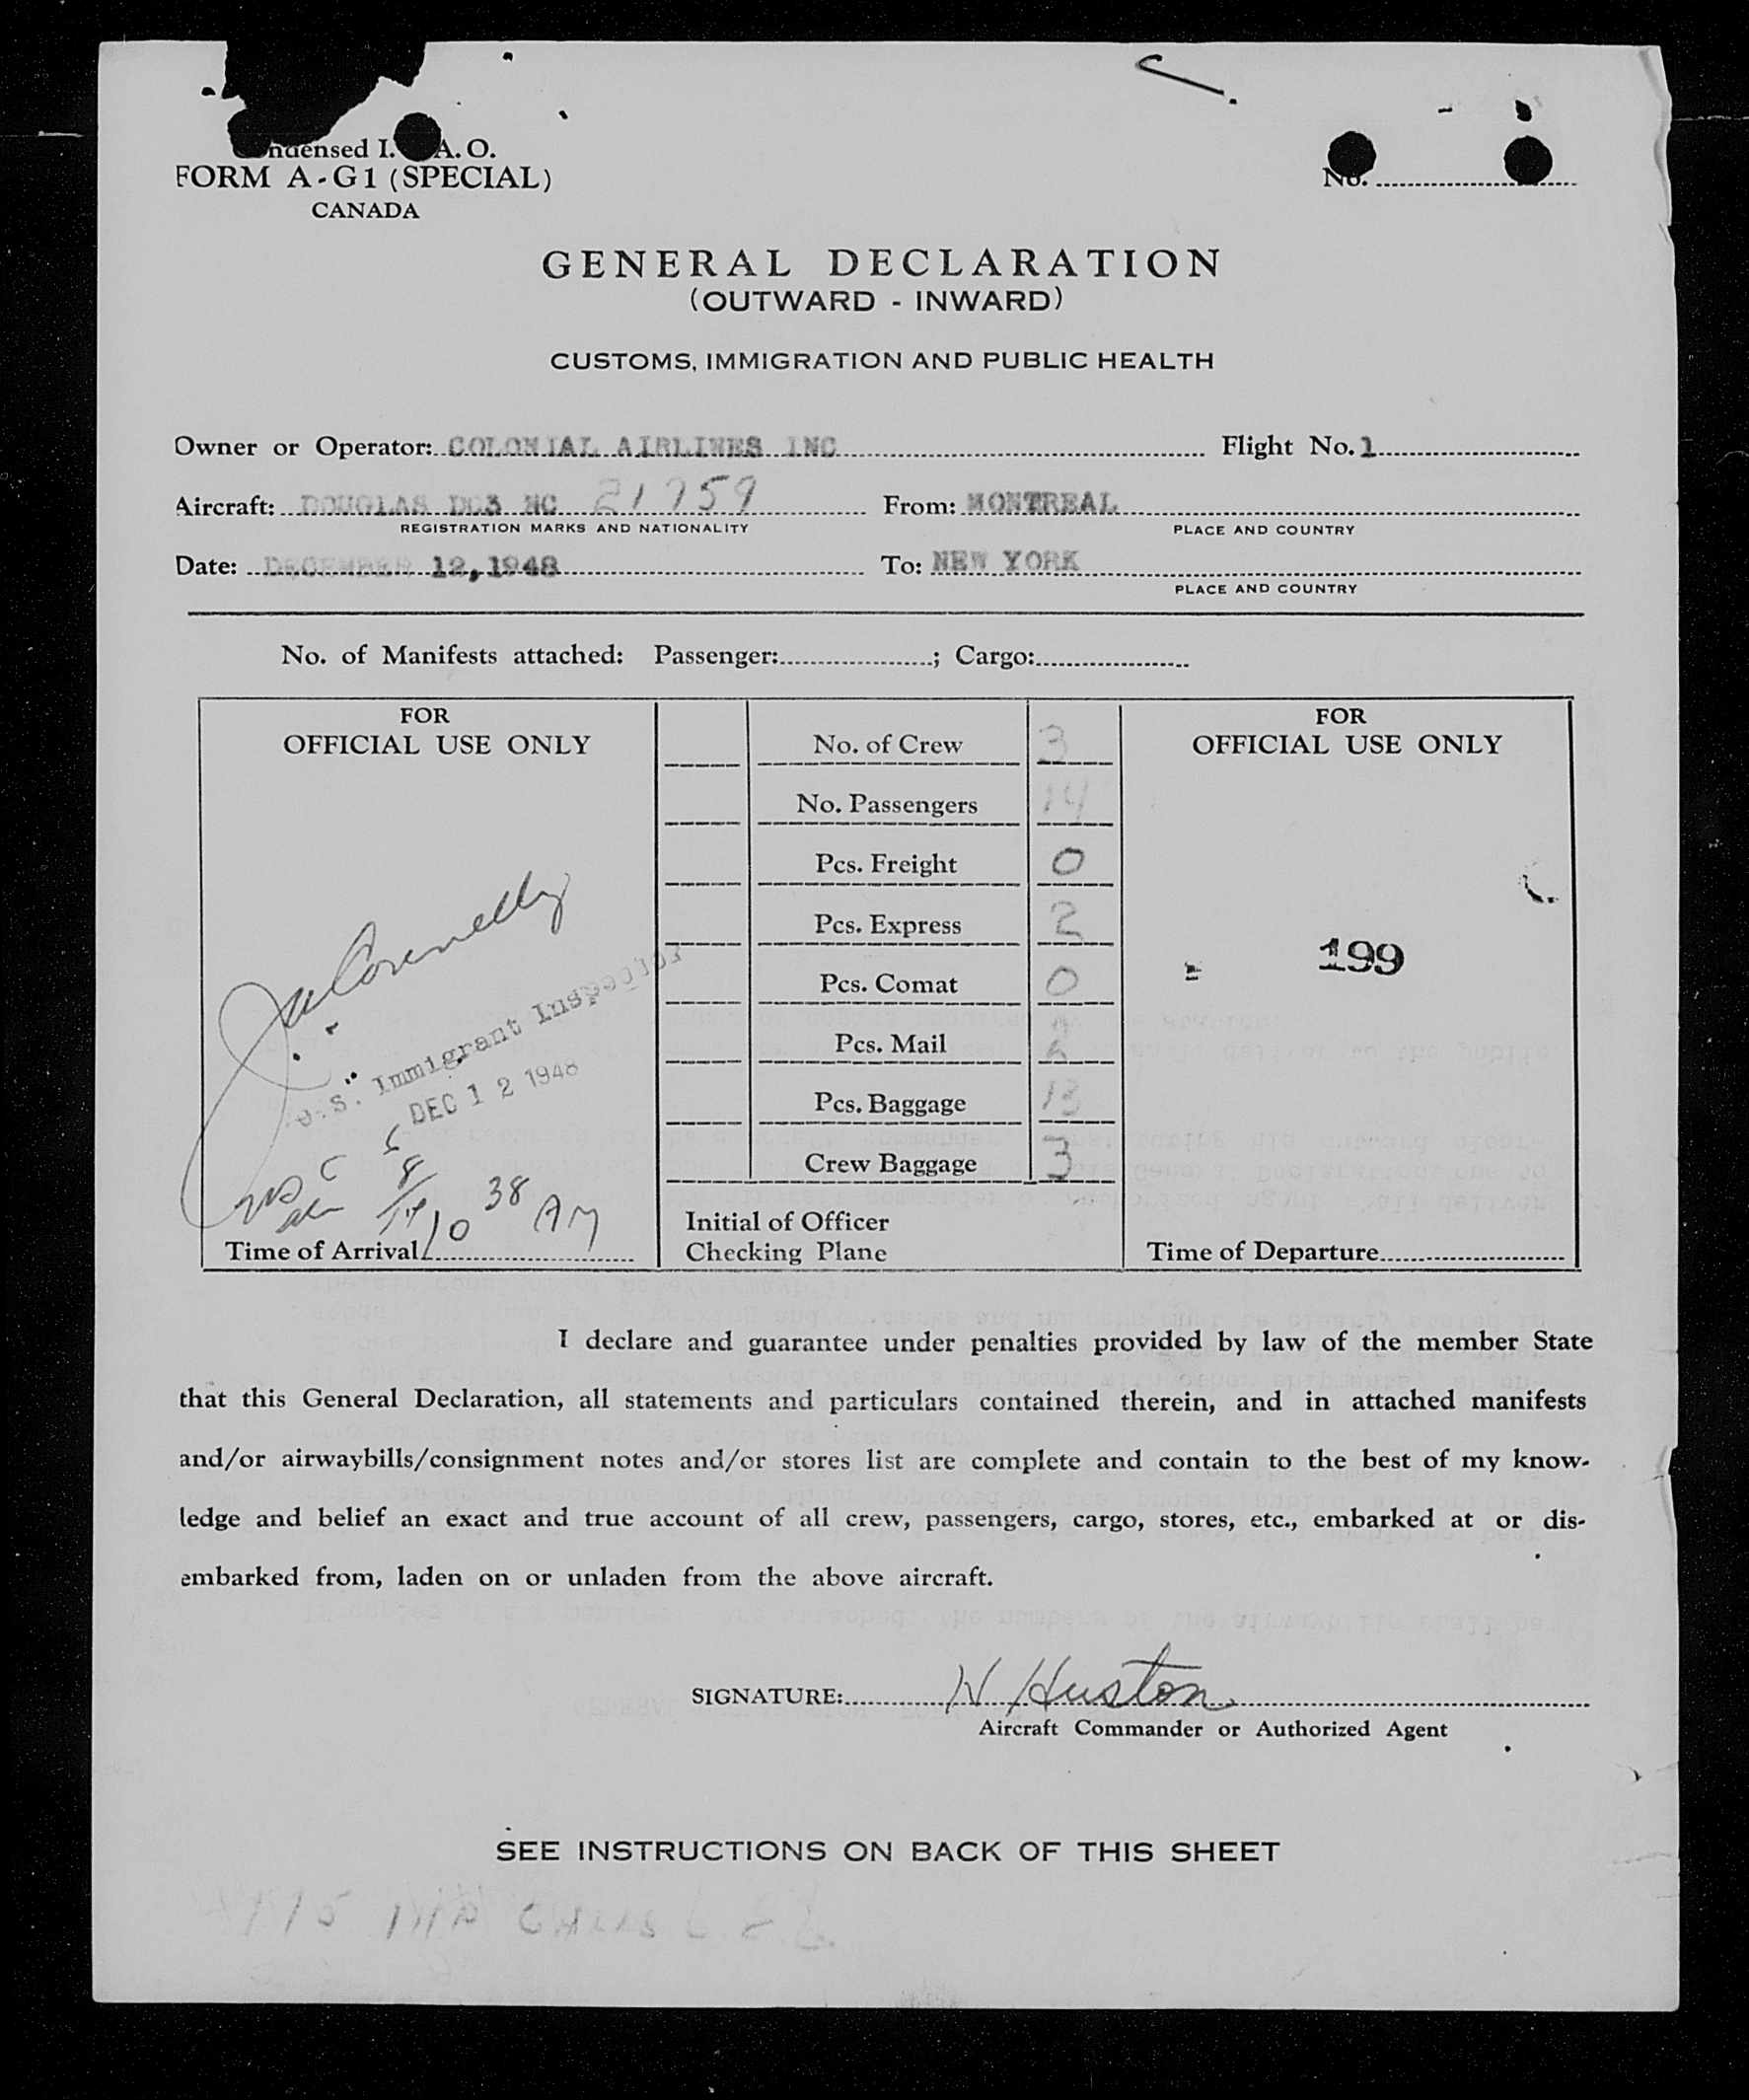 ndensed I. A. O.
FORM A-G1 (SPECIAL)
CANADA
No.
GENERAL DECLARATION
(OUTWARD - INWARD)
CUSTOMS, IMMIGRATION AND PUBLIC HEALTH
Owner or Operator: COLONIAL AIRLINES INC Flight No. 1
Aircraft: DOUGLAS DC3 NC 21759 From: MONTREAL
REGISTRATION MARKS AND NATIONALITY PLACE AND COUNTRY
Date: DECEMBER 12,1948 To: NEW YORK
PLACE AND COUNTRY
No. of Manifests attached: Passenger: ; Cargo:
FOR
OFFICIAL USE ONLY
Connelly
U.S. Immigrant Inspector
DEC 12 1948
10 38 AM
Time of Arrival
No. of Crew 3
No. Passengers 14
Pcs. Freight 0
Pcs. Express 2
Pcs. Comat 0
Pcs. Mail
Pcs. Baggage 13
Crew Baggage 3
Initial of Officer
Checking Plane
FOR
OFFICIAL USE ONLY
= 199
Time of Departure
I declare and guarantee under penalties provided by law of the member State
that this General Declaration, all statements and particulars contained therein, and in attached manifests
and/or airwaybills/consignment notes and/or stores list are complete and contain to the best of my know-
ledge and belief an exact and true account of all crew, passengers, cargo, stores, etc., embarked at or dis-
embarked from, laden on or unladen from the above aircraft.
SIGNATURE: W Huston
Aircraft Commander or Authorized Agent
SEE INSTRUCTIONS ON BACK OF THIS SHEET